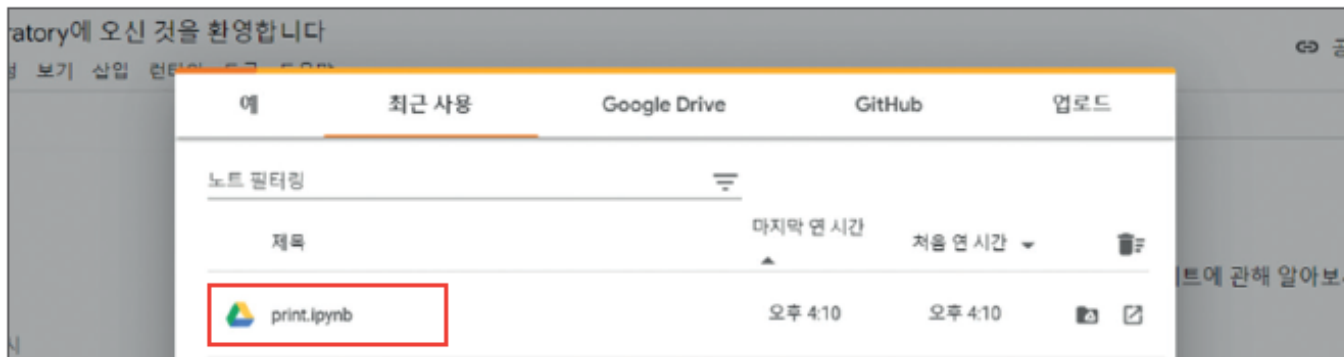 ratory에 오신 것을 환영합니다
보기 삽입
예 최근 사용 Google Drive GitHub 업로드
노트 필터링
제목 마지막 연 시간 처음 연 시간
트에 관해 알아보
print.ipynb 오후 4:10 오후 4:10